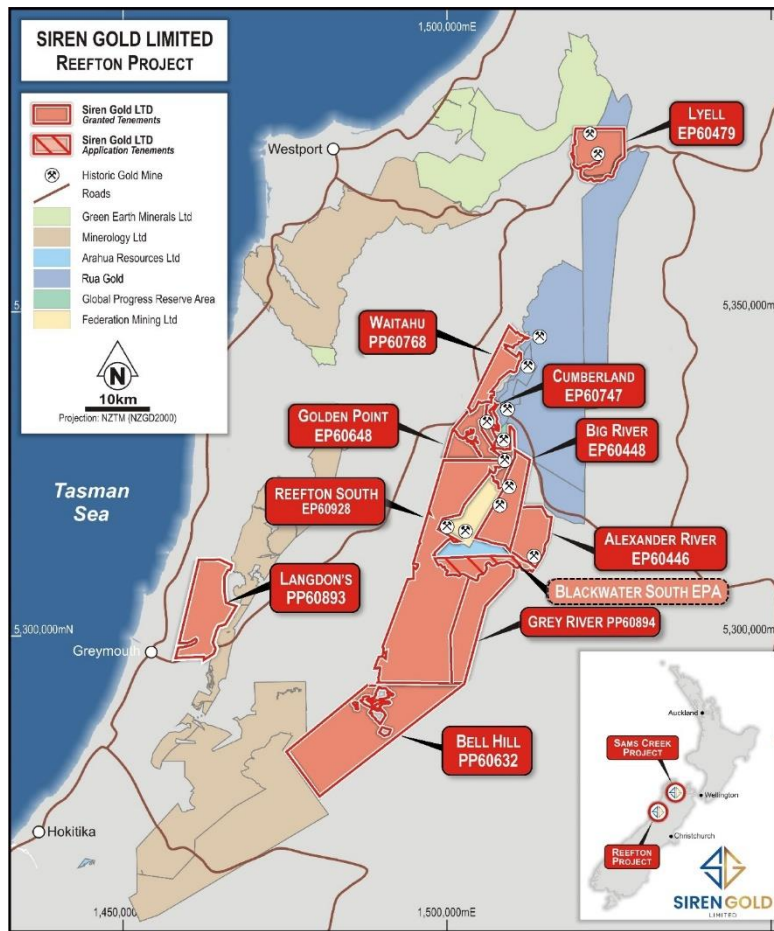 SIREN GOLD LIMITED
REEFTON PROJECT
Siren Gold LTD
Granted Tenements
Siren Gold LTD
Application Tenements
Historic Gold Mine
Roads
Green Earth Minerals Ltd
Minerology Ltd
Arahua Resources Ltd
Rua Gold
Global Progress Reserve Area
Federation Mining Ltd
N
10km
Projection: NZTM (NZGD2000)
1,500,000mE
Westport
LYELL
EP60479
5,350,000mN
WAITAHU
PP60768
CUMBERLAND
EP60747
GOLDEN POINT
EP60648
BIG RIVER
EP60448
Tasman
Sea
REEFTON SOUTH
EP60928
ALEXANDER RIVER
EP60446
LANGDON'S
PP60893
BLACKWATER SOUTH EPA
GREY RIVER PP60894
5,300,000mN
5,300,000mN
Greymouth
BELL HILL
PP60632
Hokitika
1,450,000mE
1,500,000mE
Auckland
SAMS CREEK
PROJECT
Wellington
Christchurch
REEFTON
PROJECT
SIREN GOLD
LIMITED